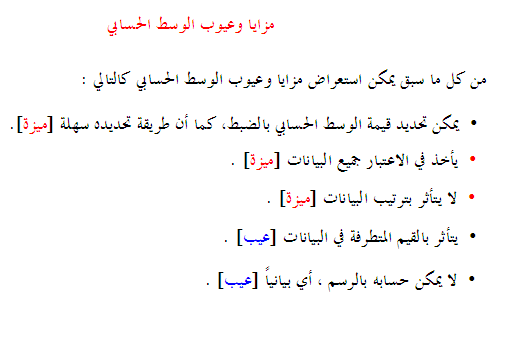 مزايا وعيوب الوسط الحسابي
من كل ما سبق يمكن استعراض مزايا وعيوب الوسط الحسابي كالتالي :
• يمكن تحديد قيمة الوسط الحسابي بالضبط، كما أن طريقة تحديده سهلة [ميزة].
• يأخذ في الاعتبار جميع البيانات [ميزة] .
• لا يتأثر بترتيب البيانات [ميزة] .
• يتأثر بالقيم المتطرفة في البيانات [عيب] .
• لا يمكن حسابه بالرسم ، أي بيانياً [عيب] .